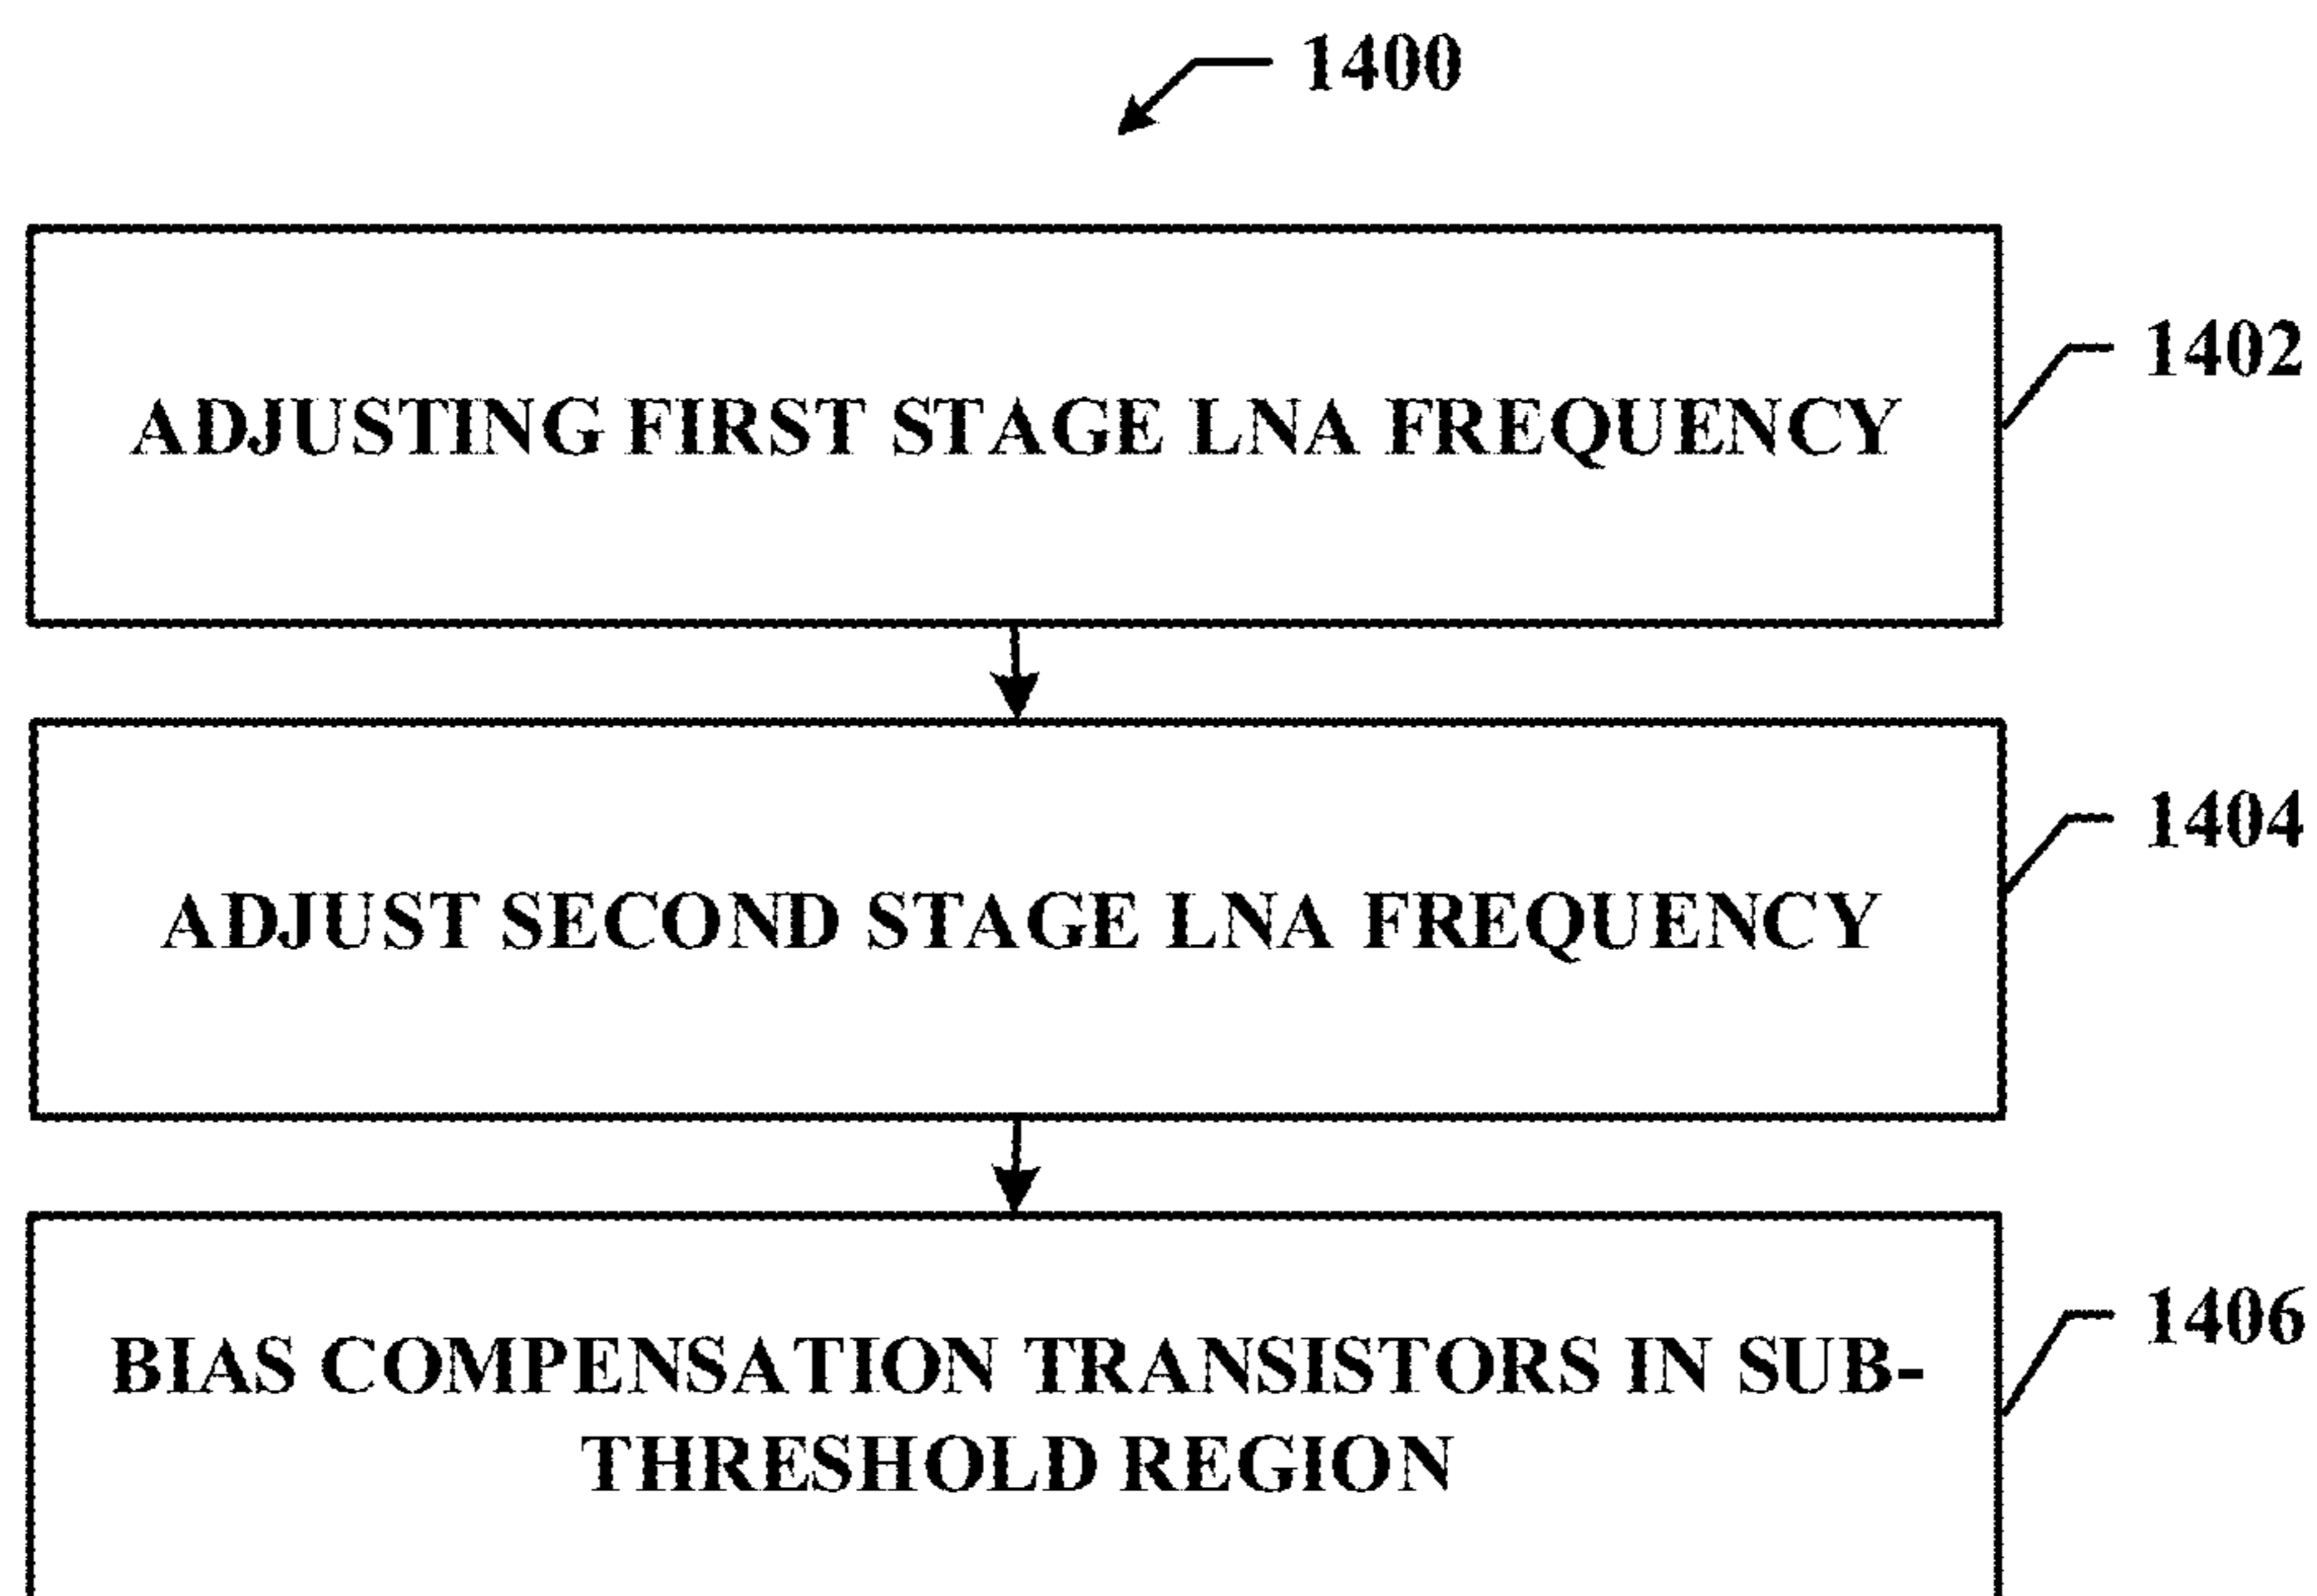 1400
1402
ADJUSTING FIRST STAGE LNA FREQUENCY
1404
ADJUST SECOND STAGE LNA FREQUENCY
1406
BIAS COMPENSATION TRANSISTORS IN SUB-
THRESHOLD REGION